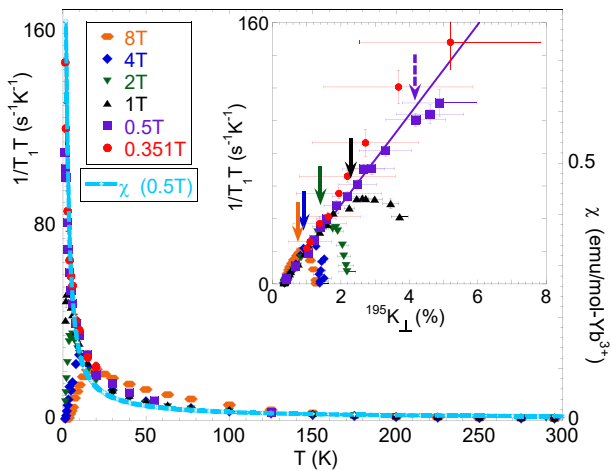 160
80
0
1/T₁T (s⁻¹K⁻¹)
8T
4T
2T
1T
0.5T
0.351T
χ (0.5T)
160
80
0
1/T₁T (s⁻¹K⁻¹)
0 2 4 6 8
¹⁹⁵K⊥(%)
0.5
0
χ (emu/mol-Yb³⁺)
0 50 100 150 200 250 300
T (K)